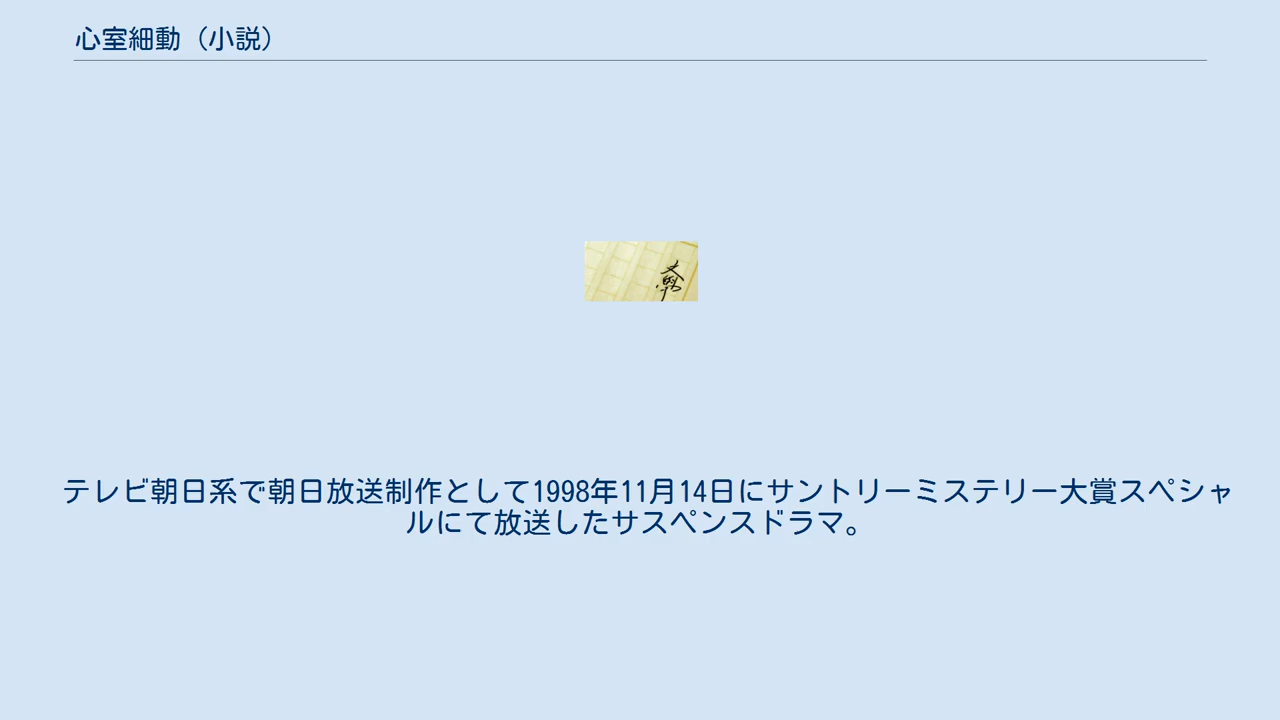 心室細動（小説）
テレビ朝日系で朝日放送制作として1998年11月14日にサントリーミステリー大賞スペシャ
ルにて放送したサスペンスドラマ。